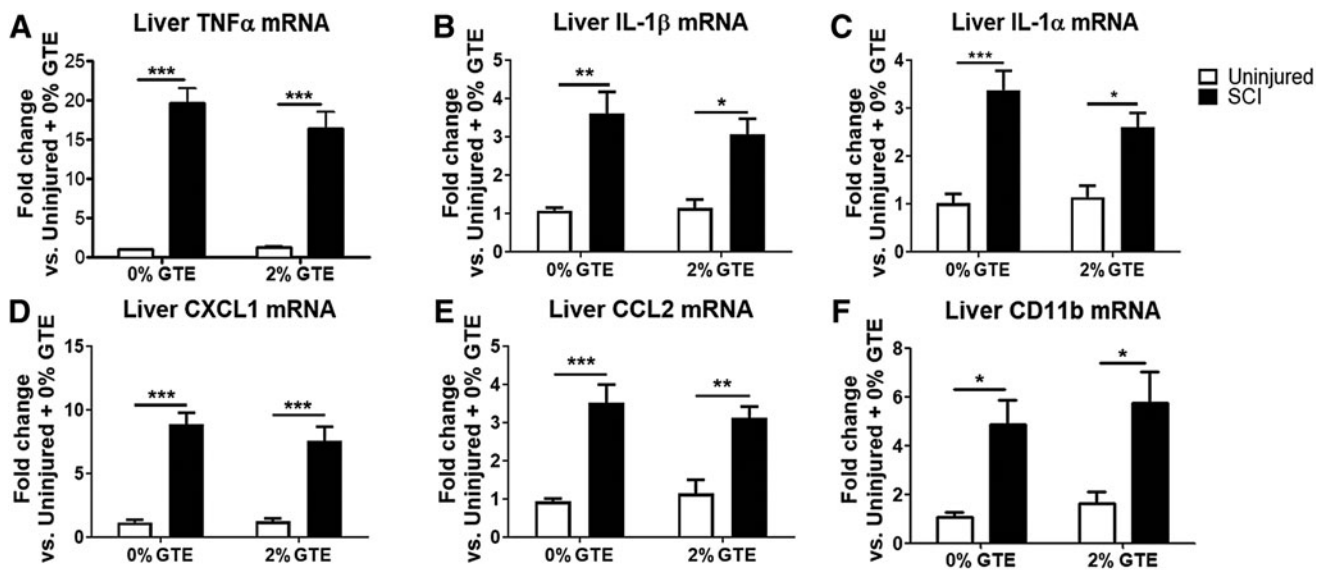 A
Liver TNFα mRNA
Fold change
vs. Uninjured + 0% GTE
25
20
15
10
5
0
***
***
0% GTE
2% GTE
B
Liver IL-1β mRNA
Fold change
vs. Uninjured + 0% GTE
5
4
3
2
1
0
**
*
0% GTE
2% GTE
C
Liver IL-1α mRNA
Fold change
vs. Uninjured + 0% GTE
4
3
2
1
0
***
*
0% GTE
2% GTE
Uninjured
SCI
D
Liver CXCL1 mRNA
Fold change
vs. Uninjured + 0% GTE
15
10
5
0
***
***
0% GTE
2% GTE
E
Liver CCL2 mRNA
Fold change
vs. Uninjured + 0% GTE
5
4
3
2
1
0
***
**
0% GTE
2% GTE
F
Liver CD11b mRNA
Fold change
vs. Uninjured + 0% GTE
8
6
4
2
0
*
*
0% GTE
2% GTE